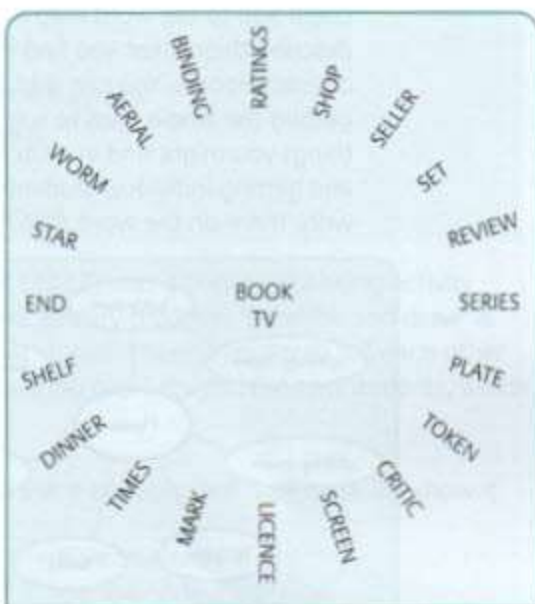 RATINGS
SHOP
SELLER
SET
REVIEW
SERIES
PLATE
TOKEN
CRITIC
SCREEN
LICENCE
MARK
TIMES
DINNER
SHELF
END
STAR
WORM
AERIAL
BINDING
BOOK
TV